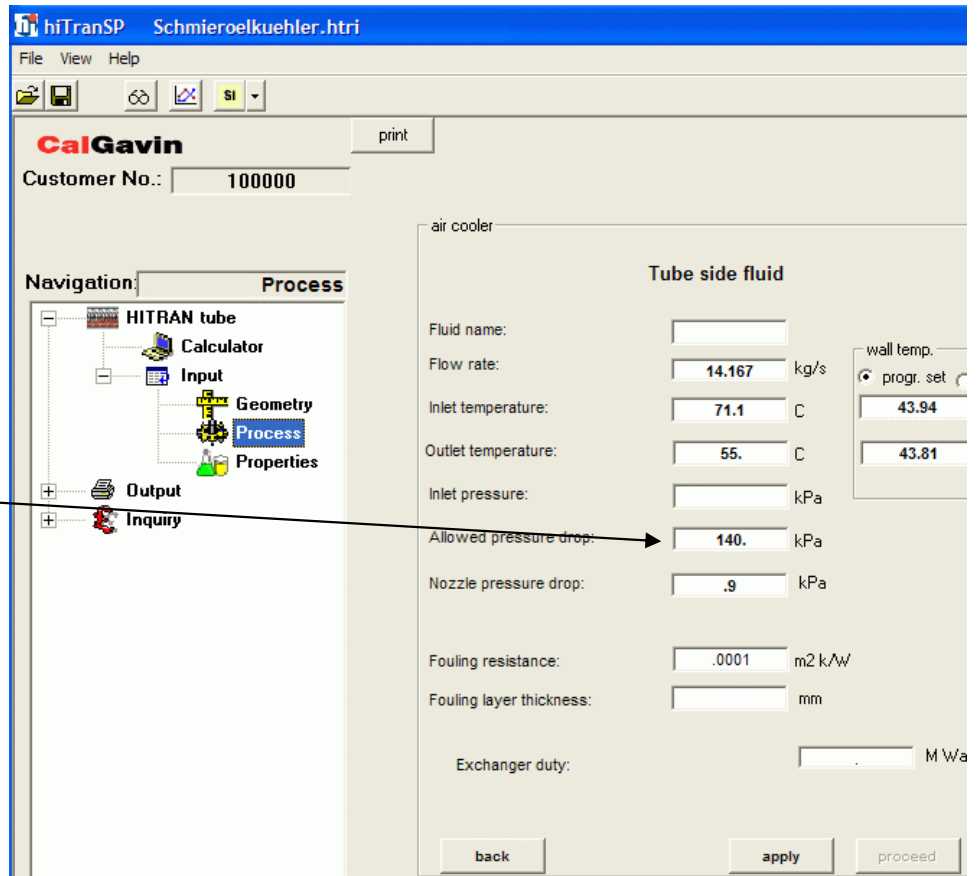 hiTranSP Schmieroelkuehler.htri
File View Help
SI
print
CalGavin
Customer No.: 100000
air cooler
Navigation: Process
Tube side fluid
HITRAN tube
Calculator
Input
Geometry
Process
Properties
Output
Inquiry
Fluid name:
Flow rate: 14.167 kg/s
wall temp.
progr. set
Inlet temperature: 71.1 C 43.94
Outlet temperature: 55. C 43.81
Inlet pressure: kPa
Allowed pressure drop: 140. kPa
Nozzle pressure drop: .9 kPa
Fouling resistance: .0001 m2 k/W
Fouling layer thickness: mm
Exchanger duty: . M Wa
back apply proceed